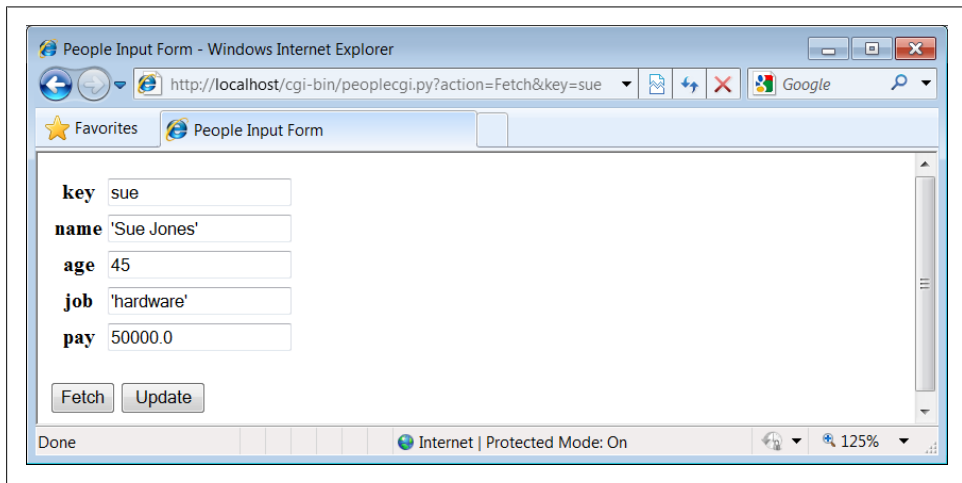 People Input Form - Windows Internet Explorer
http://localhost/cgi-bin/peoplecgi.py?action=Fetch&key=sue
Google
Favorites
People Input Form
key sue
name 'Sue Jones'
age 45
job 'hardware'
pay 50000.0
Fetch Update
Done
Internet | Protected Mode: On
125%